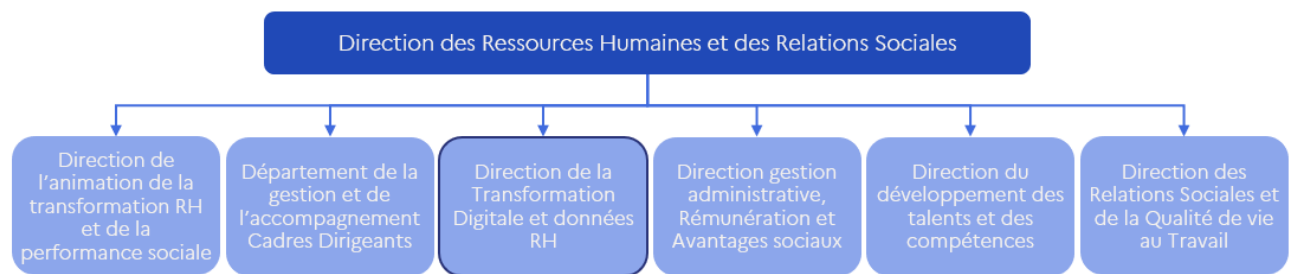 Direction des Ressources Humaines et des Relations Sociales
Direction de
l'animation de la
transformation RH
et de la
performance sociale
Département de la
gestion et de
l'accompagnement
Cadres Dirigeants
Direction de la
Transformation
Digitale et données
RH
Direction gestion
administrative,
Rémunération et
Avantages sociaux
Direction du
développement des
talents et des
compétences
Direction des
Relations Sociales et
de la Qualité de vie
au Travail